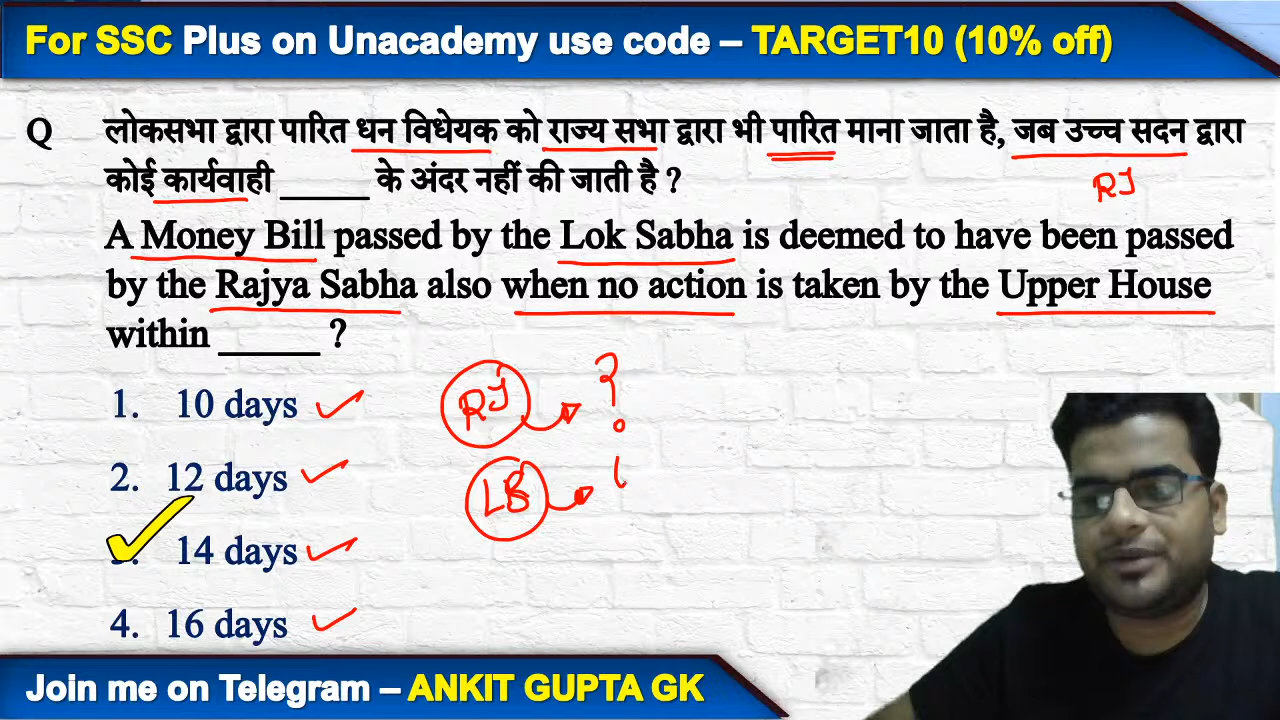 For SSC Plus on Unacademy use code – TARGET10 (10% off)
Q लोकसभा द्वारा पारित धन विधेयक को राज्य सभा द्वारा भी पारित माना जाता है, जब उच्च सदन द्वारा
कोई कार्यवाही _____ के अंदर नहीं की जाती है ?
RJ
A Money Bill passed by the Lok Sabha is deemed to have been passed
by the Rajya Sabha also when no action is taken by the Upper House
within _____ ?
1. 10 days
RJ ?
2. 12 days
LS
14 days
4. 16 days
Join me on Telegram – ANKIT GUPTA GK